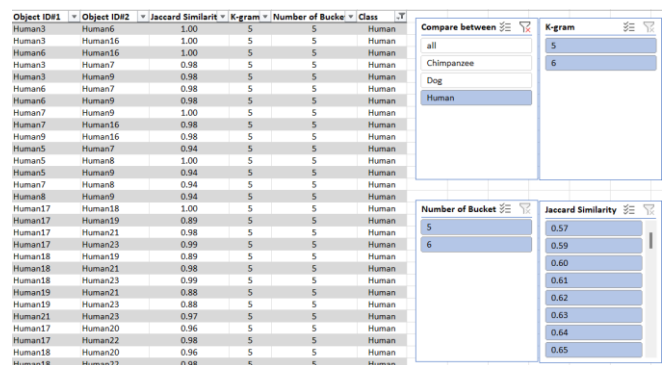 Object ID#1 Object ID#2 Jaccard Similarit K-gram Number of Bucke Class
Human3 Human6 1.00 5 5 Human
Human3 Human16 1.00 5 5 Human
Human6 Human16 1.00 5 5 Human
Human3 Human7 0.98 5 5 Human
Human3 Human9 0.98 5 5 Human
Human6 Human7 0.98 5 5 Human
Human6 Human9 0.98 5 5 Human
Human7 Human9 1.00 5 5 Human
Human7 Human16 0.98 5 5 Human
Human9 Human16 0.98 5 5 Human
Human5 Human7 0.94 5 5 Human
Human5 Human8 1.00 5 5 Human
Human5 Human9 0.94 5 5 Human
Human7 Human8 0.94 5 5 Human
Human8 Human9 0.94 5 5 Human
Human17 Human18 1.00 5 5 Human
Human17 Human19 0.89 5 5 Human
Human17 Human21 0.98 5 5 Human
Human17 Human23 0.99 5 5 Human
Human18 Human19 0.89 5 5 Human
Human18 Human21 0.98 5 5 Human
Human18 Human23 0.99 5 5 Human
Human19 Human21 0.88 5 5 Human
Human19 Human23 0.88 5 5 Human
Human21 Human23 0.97 5 5 Human
Human17 Human20 0.96 5 5 Human
Human17 Human22 0.98 5 5 Human
Human18 Human20 0.96 5 5 Human
Human18 Human22 0.98 5 5 Human
Compare between
all
Chimpanzee
Dog
Human
K-gram
5
6
Number of Bucket
5
6
Jaccard Similarity
0.57
0.59
0.60
0.61
0.62
0.63
0.64
0.65